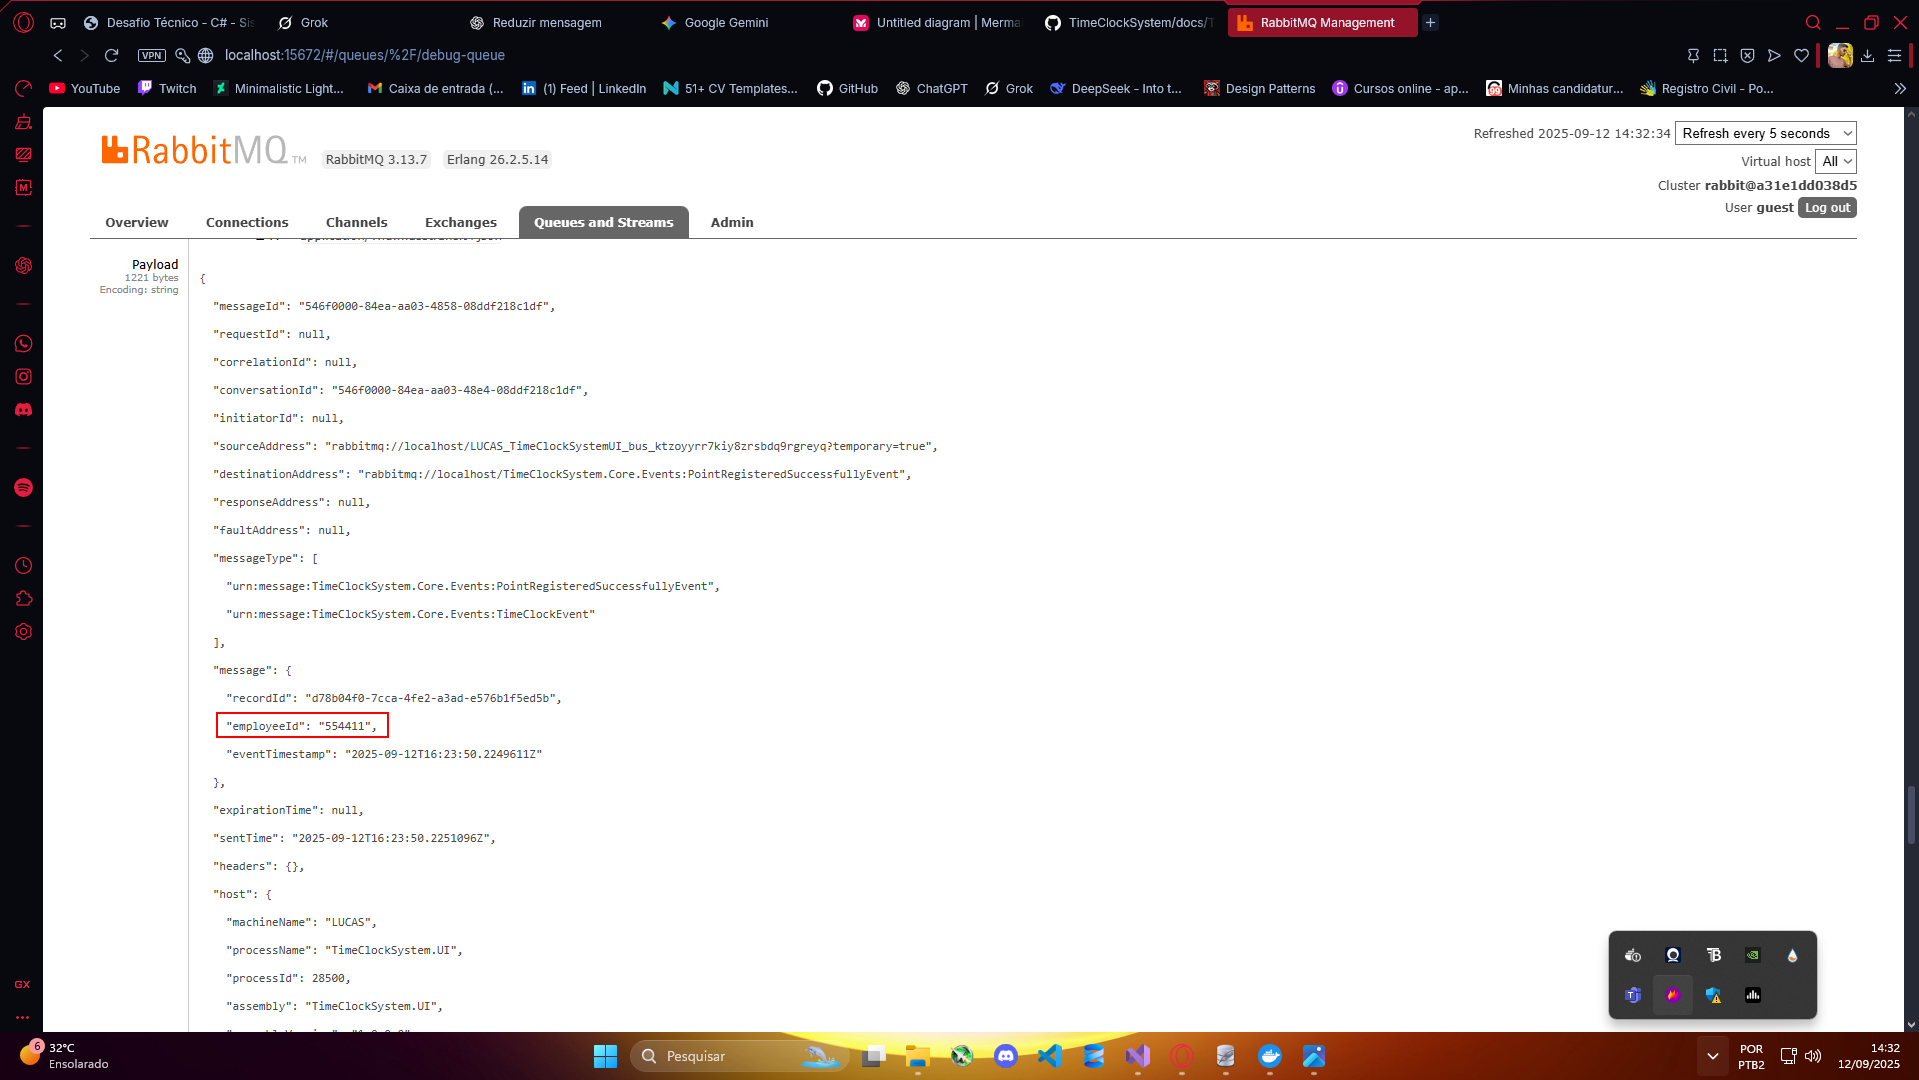 Desafio Técnico - C# - Sis
Grok
Reduzir mensagem
Google Gemini
Untitled diagram | Merma
TimeClockSystem/docs/T
RabbitMQ Management
VPN
localhost:15672/#/queues/%2F/debug-queue
YouTube
Twitch
Minimalistic Light...
Caixa de entrada (...
(1) Feed | LinkedIn
51+ CV Templates...
GitHub
ChatGPT
Grok
DeepSeek - Into t...
Design Patterns
Cursos online - ap...
Minhas candidatur...
Registro Civil - Po...
RabbitMQ TM
RabbitMQ 3.13.7
Erlang 26.2.5.14
Refreshed 2025-09-12 14:32:34
Refresh every 5 seconds
Virtual host
All
Cluster rabbit@a31e1dd038d5
User guest
Log out
Overview
Connections
Channels
Exchanges
Queues and Streams
Admin
Payload
1221 bytes
Encoding: string
{
"messageId": "546f0000-84ea-aa03-4858-08ddf218c1df",
"requestId": null,
"correlationId": null,
"conversationId": "546f0000-84ea-aa03-48e4-08ddf218c1df",
"initiatorId": null,
"sourceAddress": "rabbitmq://localhost/LUCAS_TimeClockSystemUI_bus_ktzoyyrr7kiy8zrsbdq9rgreyq?temporary=true",
"destinationAddress": "rabbitmq://localhost/TimeClockSystem.Core.Events:PointRegisteredSuccessfullyEvent",
"responseAddress": null,
"faultAddress": null,
"messageType": [
"urn:message:TimeClockSystem.Core.Events:PointRegisteredSuccessfullyEvent",
"urn:message:TimeClockSystem.Core.Events:TimeClockEvent"
],
"message": {
"recordId": "d78b04f0-7cca-4fe2-a3ad-e576b1f5ed5b",
"employeeId": "554411",
"eventTimestamp": "2025-09-12T16:23:50.2249611Z"
},
"expirationTime": null,
"sentTime": "2025-09-12T16:23:50.2251096Z",
"headers": {},
"host": {
"machineName": "LUCAS",
"processName": "TimeClockSystem.UI",
"processId": 28500,
"assembly": "TimeClockSystem.UI",
GX
6
32°C
Ensolarado
Pesquisar
POR
PTB2
14:32
12/09/2025